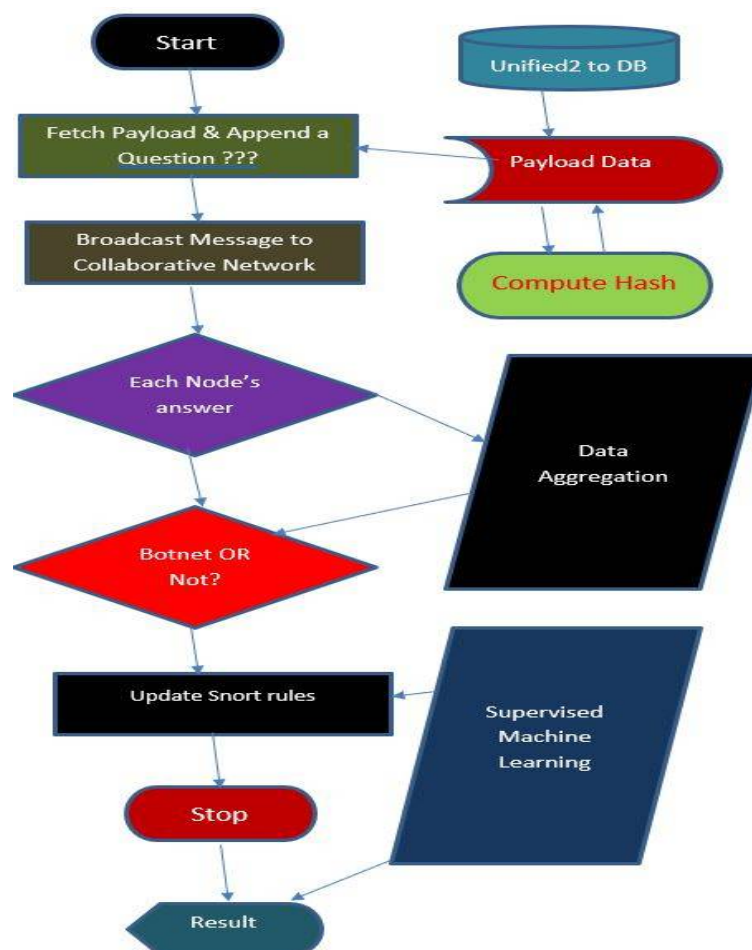 Start
Unified2 to DB
Fetch Payload & Append a
Question ???
Payload Data
Broadcast Message to
Collaborative Network
Compute Hash
Each Node's
answer
Data
Aggregation
Botnet OR
Not?
Update Snort rules
Supervised
Machine
Learning
Stop
Result